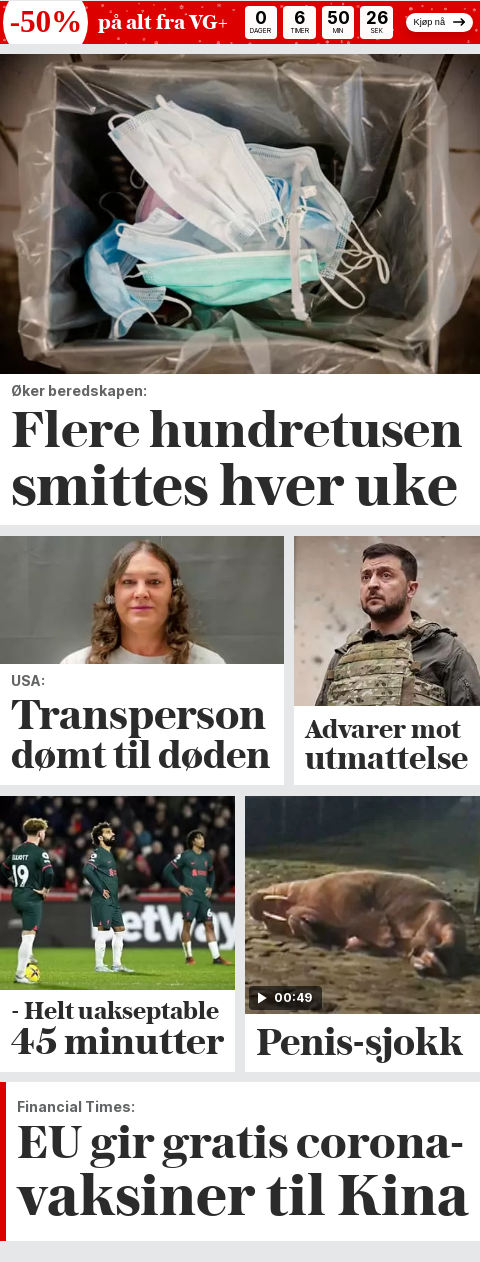 -50% på alt fra VG+ 0 DAGER 6 TIMER 50 MIN 26 SEK Kjøp nå →
Øker beredskapen:
Flere hundretusen
smittes hver uke
USA:
Transperson
dømt til døden
Advarer mot
utmattelse
ELLIOTT
19
etway
- Helt uakseptable
45 minutter
00:49
Penis-sjokk
Financial Times:
EU gir gratis corona-
vaksiner til Kina